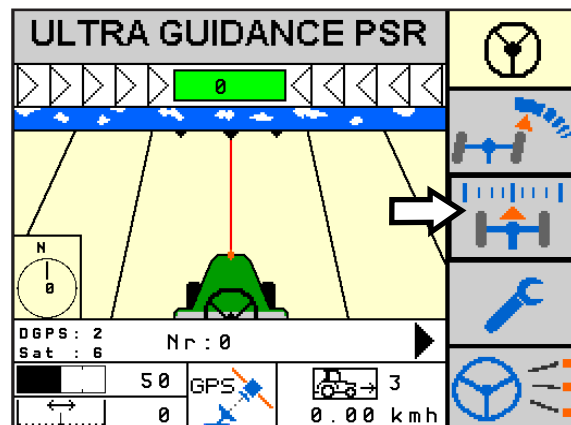 ULTRA GUIDANCE PSR
0
N
0
DGPS: 2
Sat : 6
Nr:0
50
GPS
3
0
0.00 kmh